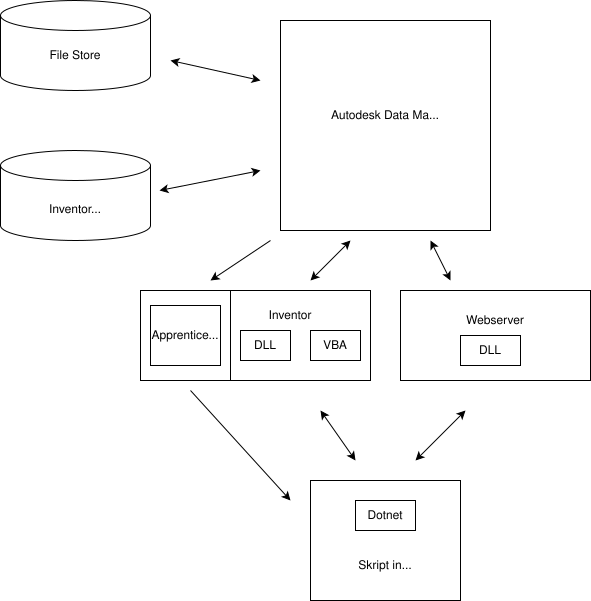 File Store
Autodesk Data Ma...
Inventor...
Apprentice...
Inventor
DLL
VBA
Webserver
DLL
Dotnet
Skript in...